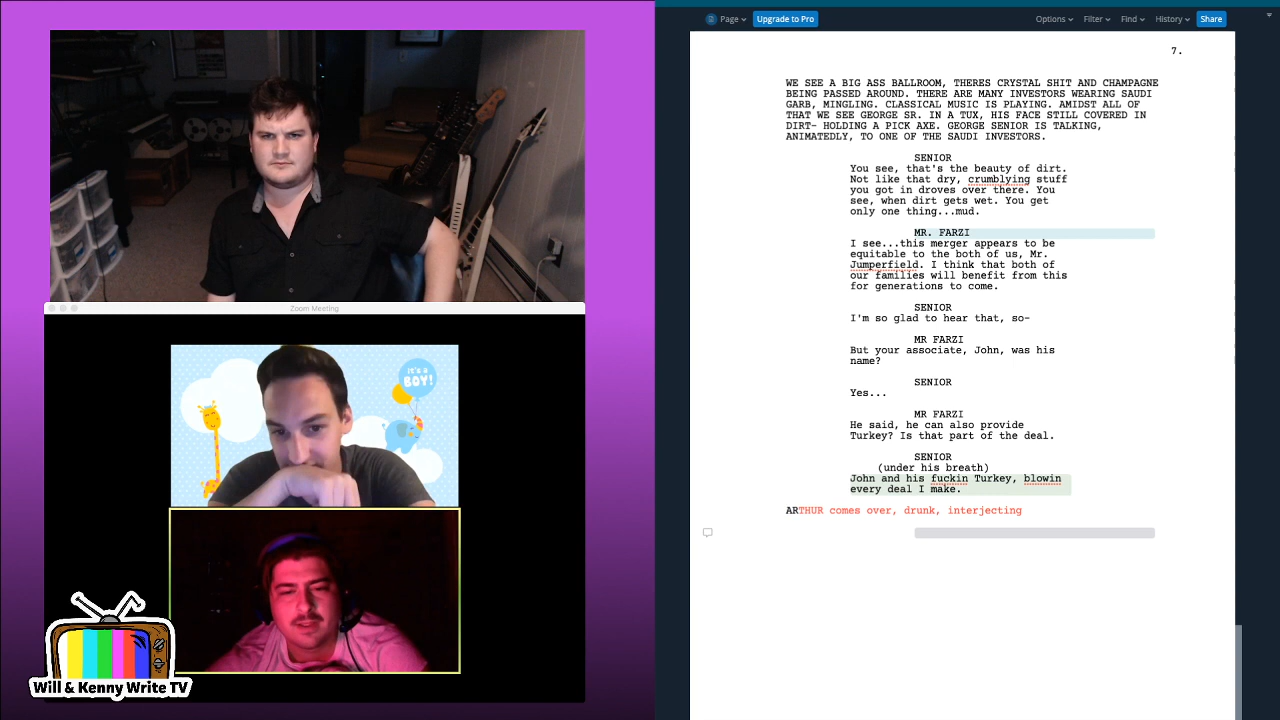 Page
Upgrade to Pro
Options
Filter
Find
History
Share
7.
WE SEE A BIG ASS BALLROOM, THERES CRYSTAL SHIT AND CHAMPAGNE
BEING PASSED AROUND. THERE ARE MANY INVESTORS WEARING SAUDI
GARB, MINGLING. CLASSICAL MUSIC IS PLAYING. AMIDST ALL OF
THAT WE SEE GEORGE SR. IN A TUX, HIS FACE STILL COVERED IN
DIRT- HOLDING A PICK AXE. GEORGE SENIOR IS TALKING,
ANIMATEDLY, TO ONE OF THE SAUDI INVESTORS.
SENIOR
You see, that's the beauty of dirt.
Not like that dry, crumblying stuff
you got in droves over there. You
see, when dirt gets wet. You get
only one thing...mud.
MR. FARZI
I see...this merger appears to be
equitable to the both of us, Mr.
Jumperfield. I think that both of
our families will benefit from this
for generations to come.
SENIOR
I'm so glad to hear that, so-
MR FARZI
But your associate, John, was his
name?
SENIOR
Yes...
MR FARZI
He said, he can also provide
Turkey? Is that part of the deal.
SENIOR
(under his breath)
John and his fuckin Turkey, blowin
every deal I make.
ARTHUR comes over, drunk, interjecting
Zoom Meeting
it's a
BOY!
Will & Kenny Write TV